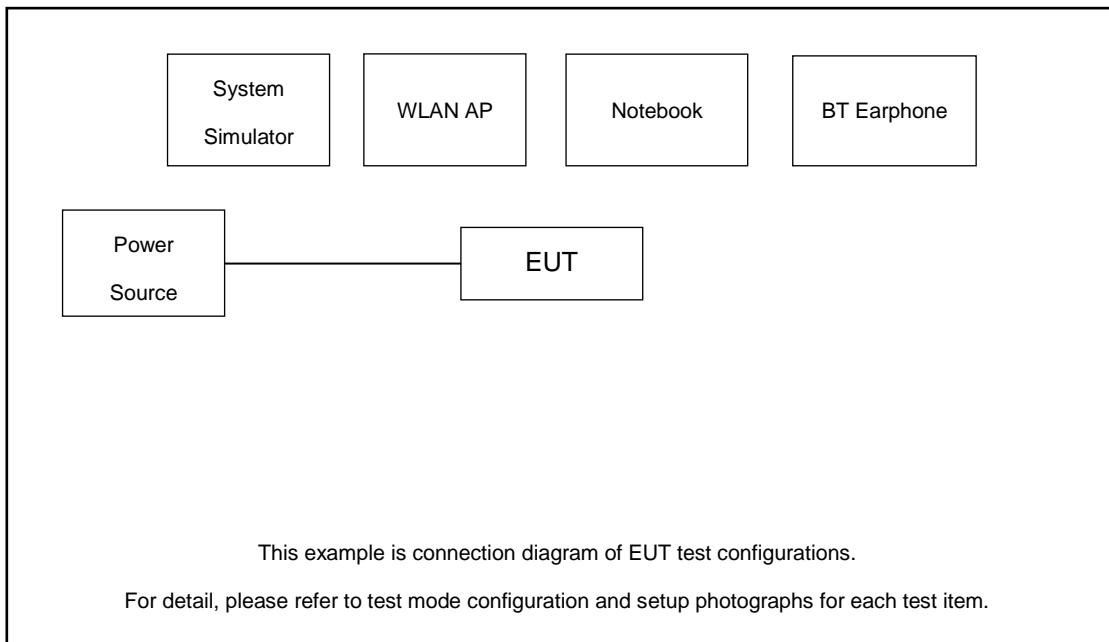 System
Simulator
WLAN AP
Notebook
BT Earphone
Power
Source
EUT
This example is connection diagram of EUT test configurations.
For detail, please refer to test mode configuration and setup photographs for each test item.